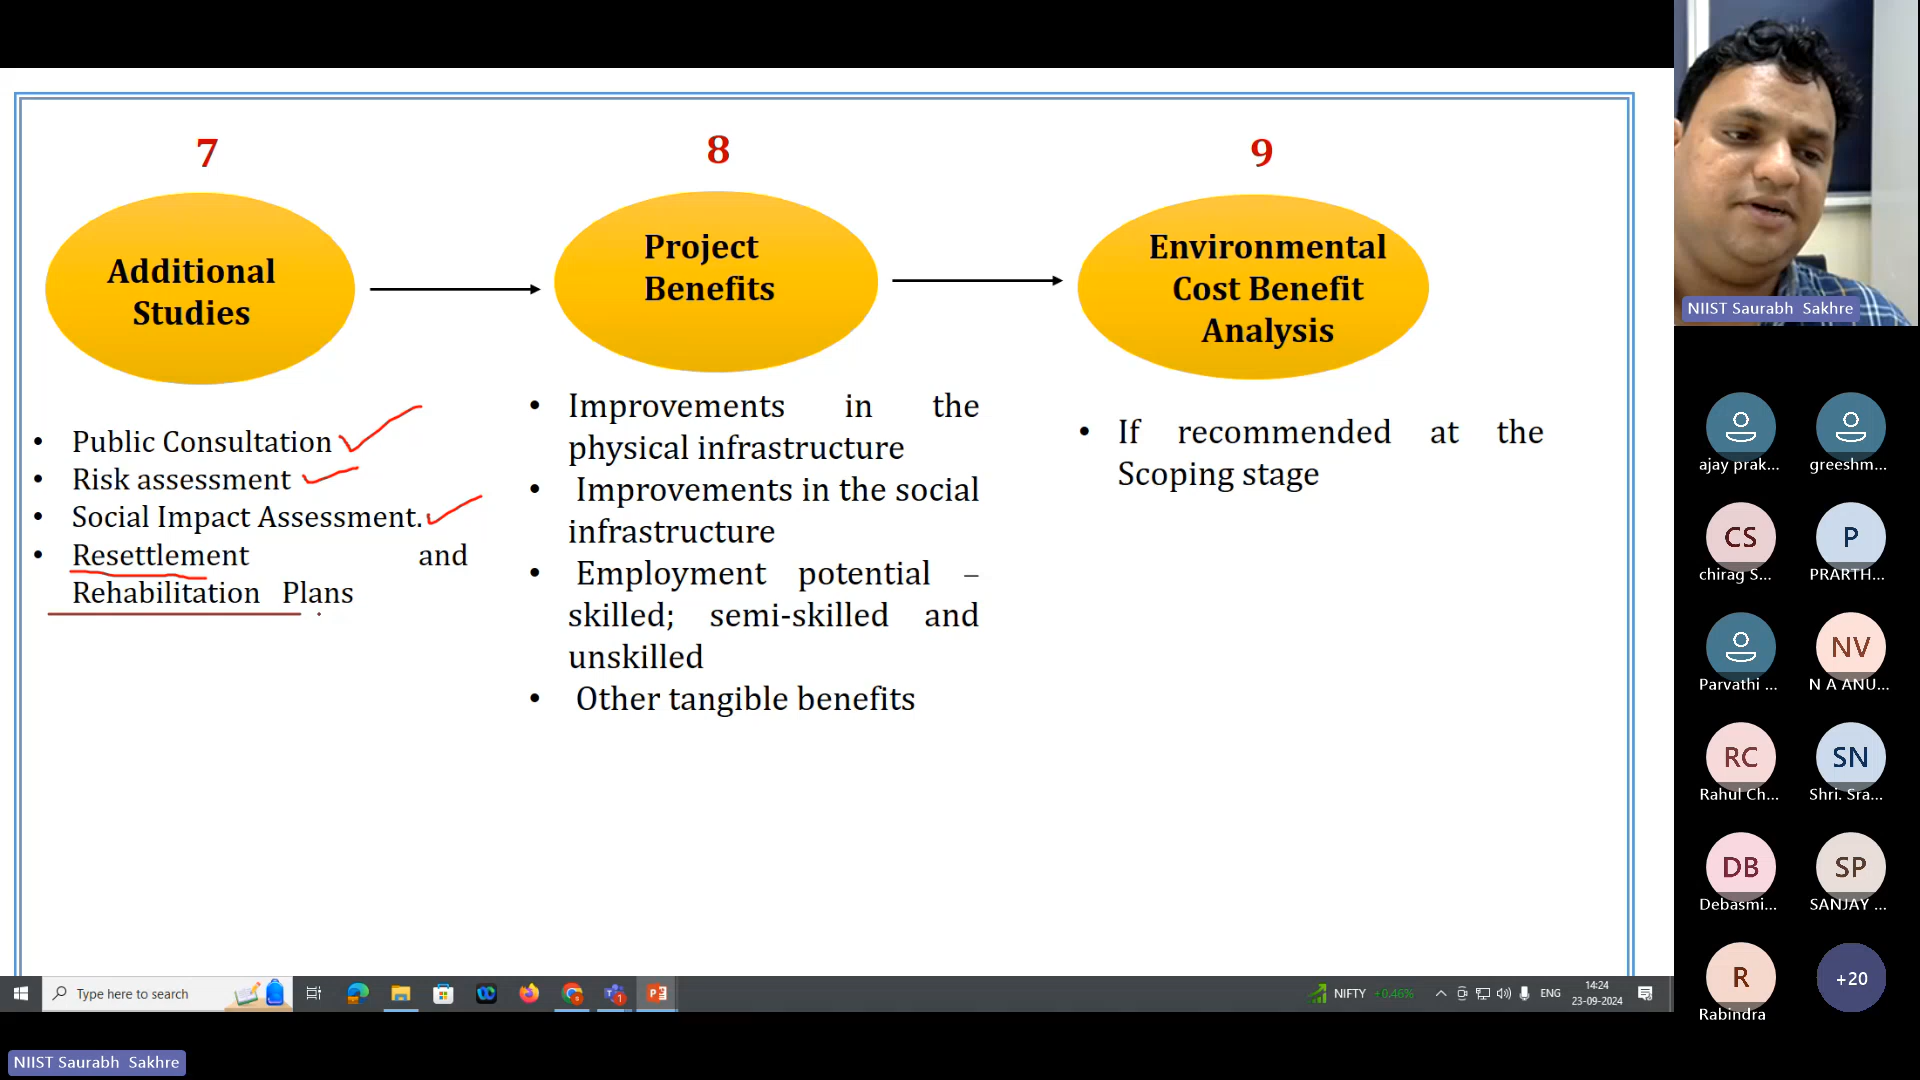 7
8
9
Additional
Studies
Project
Benefits
Environmental
Cost Benefit
Analysis
• Public Consultation
• Risk assessment
• Social Impact Assessment.
• Resettlement and
Rehabilitation Plans
• Improvements in the
physical infrastructure
• Improvements in the social
infrastructure
• Employment potential –
skilled; semi-skilled and
unskilled
• Other tangible benefits
• If recommended at the
Scoping stage
NIIST Saurabh Sakhre
ajay prak...
greeshm...
CS
chirag S...
P
PRARTH...
Parvathi ...
NV
N A ANU...
RC
Rahul Ch...
SN
Shri. Sra...
DB
Debasmi...
SP
SANJAY ...
R
Rabindra
+20
Type here to search
NIFTY +0.46%
ENG
14:24
23-09-2024
NIIST Saurabh Sakhre